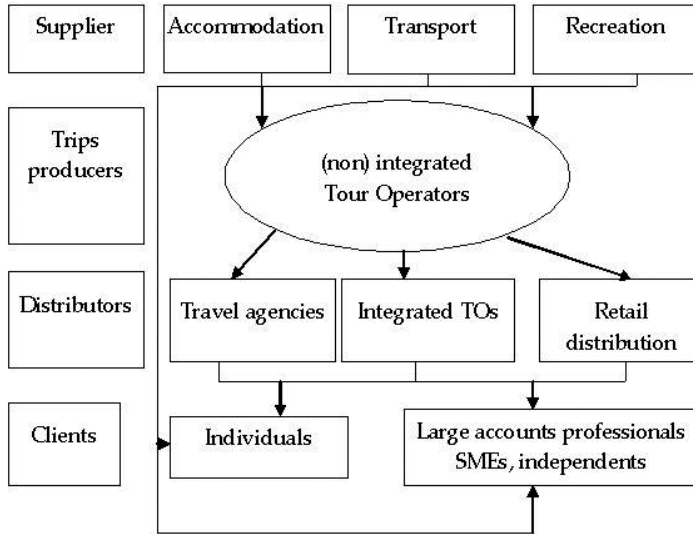 Supplier
Accommodation
Transport
Recreation
Trips
producers
(non) integrated
Tour Operators
Distributors
Travel agencies
Integrated TOs
Retail
distribution
Clients
Individuals
Large accounts professionals
SMEs, independents